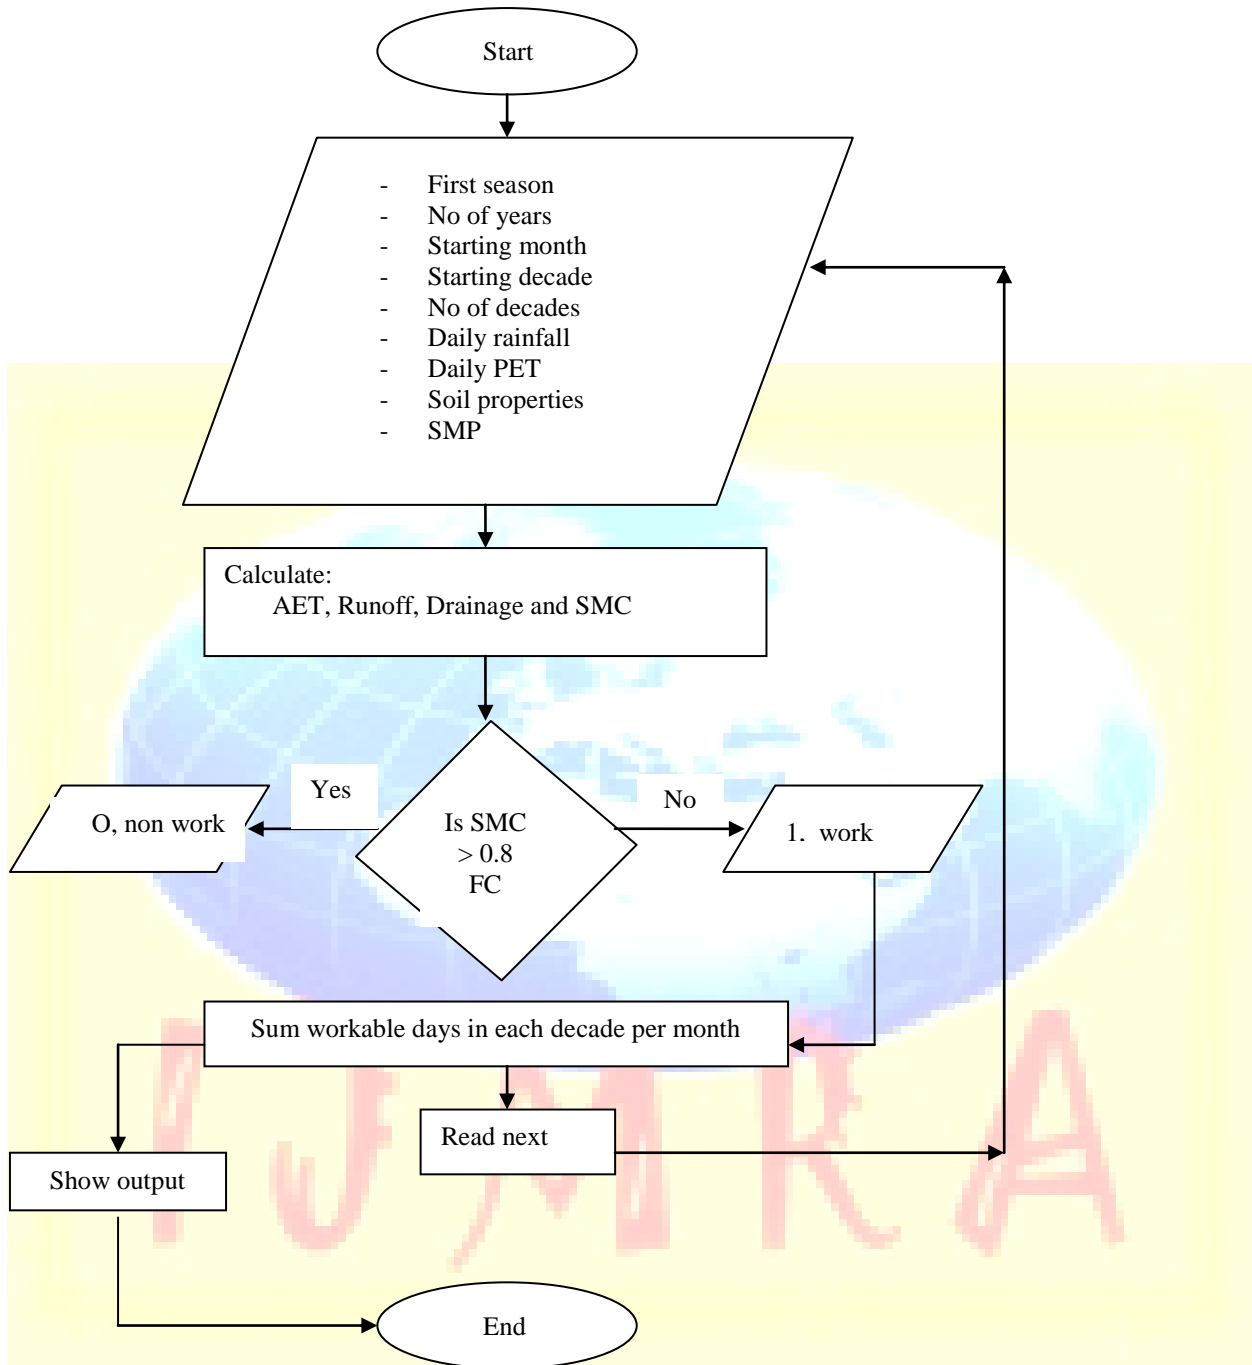 Start
- First season
- No of years
- Starting month
- Starting decade
- No of decades
- Daily rainfall
- Daily PET
- Soil properties
- SMP
Calculate:
AET, Runoff, Drainage and SMC
Yes
No
O, non work
Is SMC
> 0.8
FC
1. work
Sum workable days in each decade per month
Read next
Show output
End
IJMRA